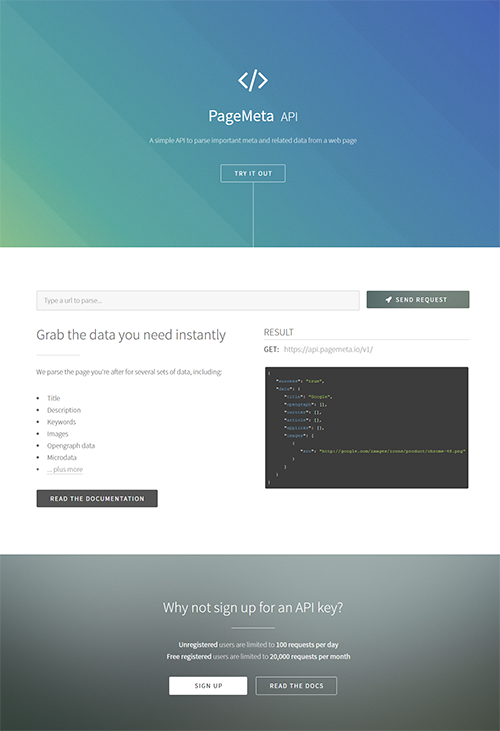 </>
PageMeta API
A simple API to parse important meta and related data from a web page
TRY IT OUT
Type a url to parse...
SEND REQUEST
Grab the data you need instantly
We parse the page you're after for several sets of data, including:
Title
Description
Keywords
Images
Opengraph data
Microdata
... plus more
READ THE DOCUMENTATION
RESULT
GET: https://api.pagemeta.io/v1/
{
"success": "true",
"data": {
"title": "Google",
"opengraph": [],
"twitter": [],
"article": [],
"applinks": [],
"images": [
{
"src": "http://google.com/images/icons/product/chrome-48.png"
}
]
}
}
Why not sign up for an API key?
Unregistered users are limited to 100 requests per day
Free registered users are limited to 20,000 requests per month
SIGN UP
READ THE DOCS